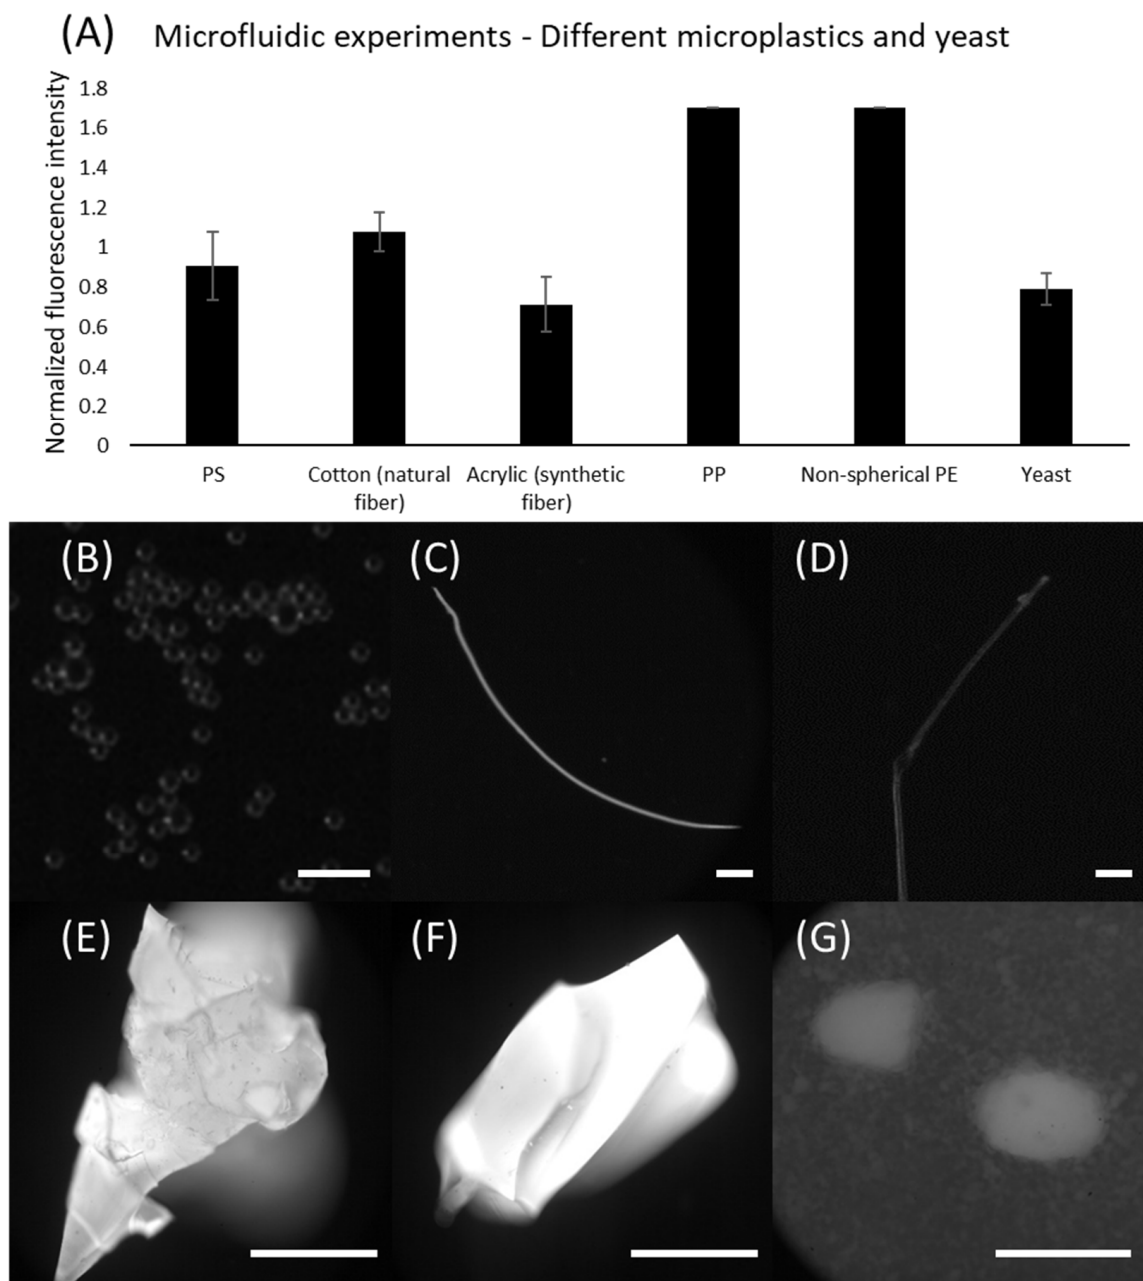 (A) Microfluidic experiments - Different microplastics and yeast
Normalized fluorescence intensity
1.8
1.6
1.4
1.2
1
0.8
0.6
0.4
0.2
0
PS Cotton (natural Acrylic (synthetic PP Non-spherical PE Yeast
fiber) fiber)
(B) (C) (D)
(E) (F) (G)